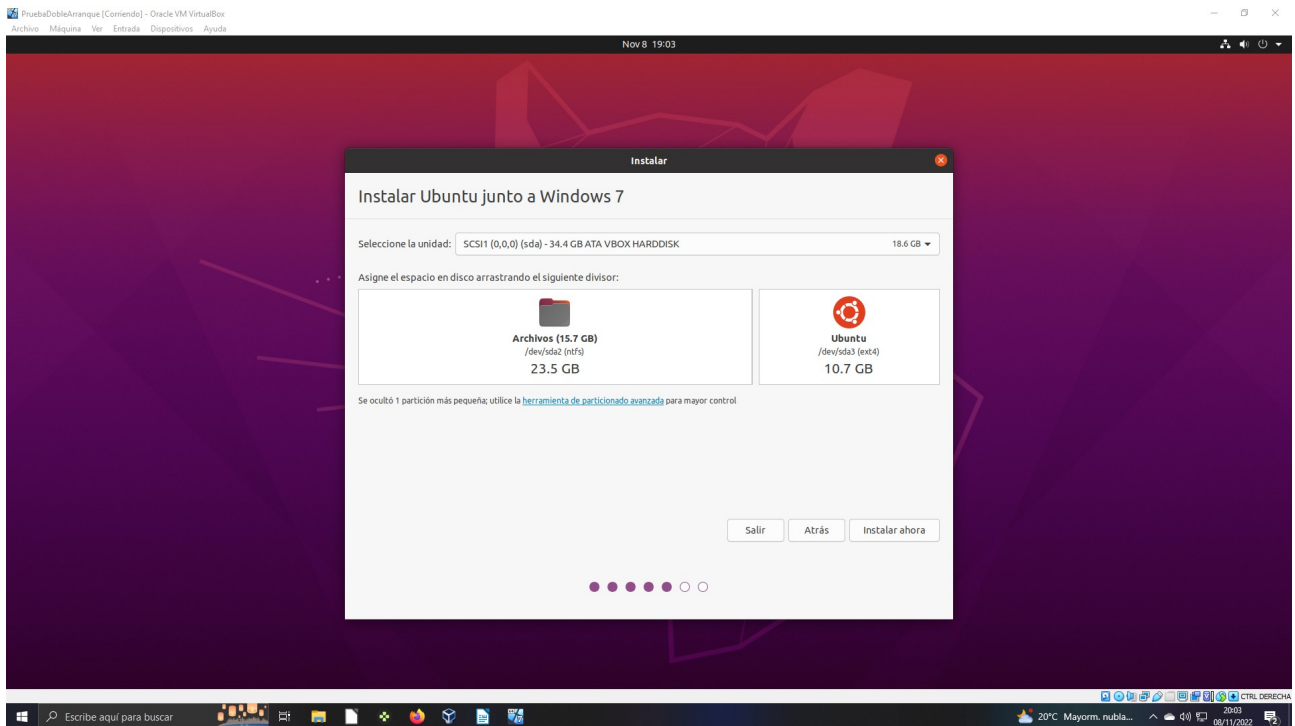 PruebaDobleArranque [Corriendo] - Oracle VM VirtualBox
Archivo Máquina Ver Entrada Dispositivos Ayuda
Nov 8 19:03
Instalar
Instalar Ubuntu junto a Windows 7
Seleccione la unidad: SCSI1 (0,0,0) (sda) - 34.4 GB ATA VBOX HARDDISK 18.6 GB
Asigne el espacio en disco arrastrando el siguiente divisor:
Archivos (15.7 GB)
/dev/sda2 (ntfs)
23.5 GB
Ubuntu
/dev/sda3 (ext4)
10.7 GB
Se ocultó 1 partición más pequeña; utilice la herramienta de particionado avanzada para mayor control
Salir Atrás Instalar ahora
CTRL DERECHA
Escribe aquí para buscar
20°C Mayorm. nubla...
20:03
08/11/2022
2